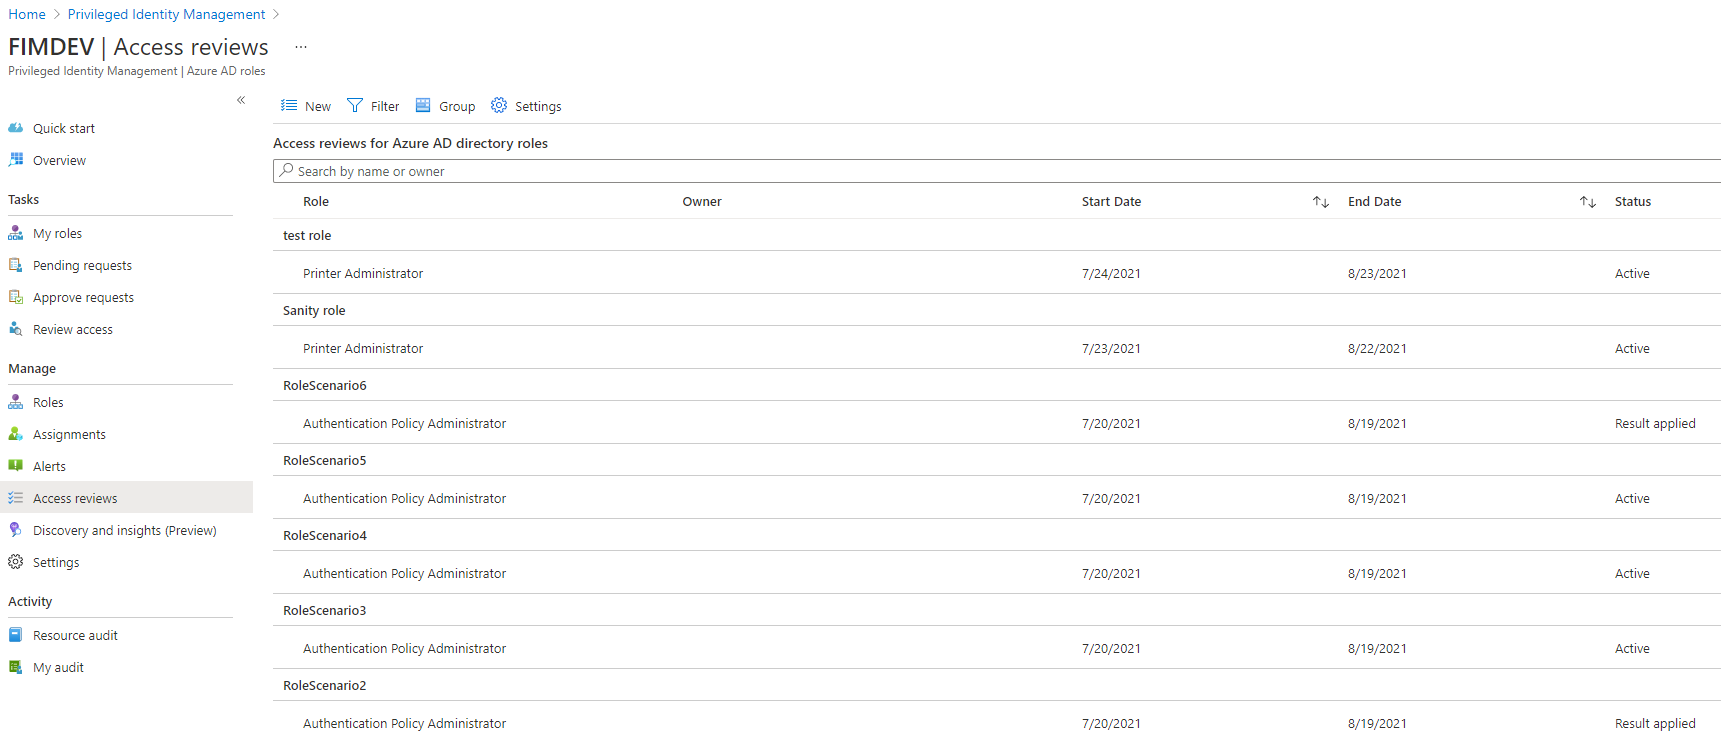 Home > Privileged Identity Management >
FIMDEV | Access reviews ...
Privileged Identity Management | Azure AD roles
«
Quick start
Overview
Tasks
My roles
Pending requests
Approve requests
Review access
Manage
Roles
Assignments
Alerts
Access reviews
Discovery and insights (Preview)
Settings
Activity
Resource audit
My audit
New Filter Group Settings
Access reviews for Azure AD directory roles
Search by name or owner
Role Owner Start Date ↑↓ End Date ↑↓ Status
test role
Printer Administrator 7/24/2021 8/23/2021 Active
Sanity role
Printer Administrator 7/23/2021 8/22/2021 Active
RoleScenario6
Authentication Policy Administrator 7/20/2021 8/19/2021 Result applied
RoleScenario5
Authentication Policy Administrator 7/20/2021 8/19/2021 Active
RoleScenario4
Authentication Policy Administrator 7/20/2021 8/19/2021 Active
RoleScenario3
Authentication Policy Administrator 7/20/2021 8/19/2021 Active
RoleScenario2
Authentication Policy Administrator 7/20/2021 8/19/2021 Result applied